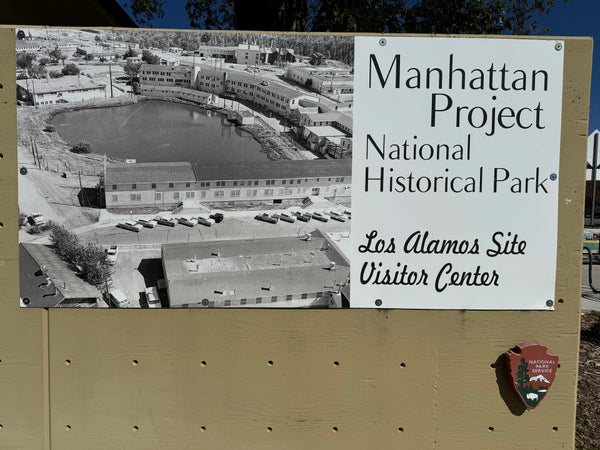 Manhattan
Project
National
Historical Park
Los Alamos Site
Visitor Center
NATIONAL
PARK
SERVICE